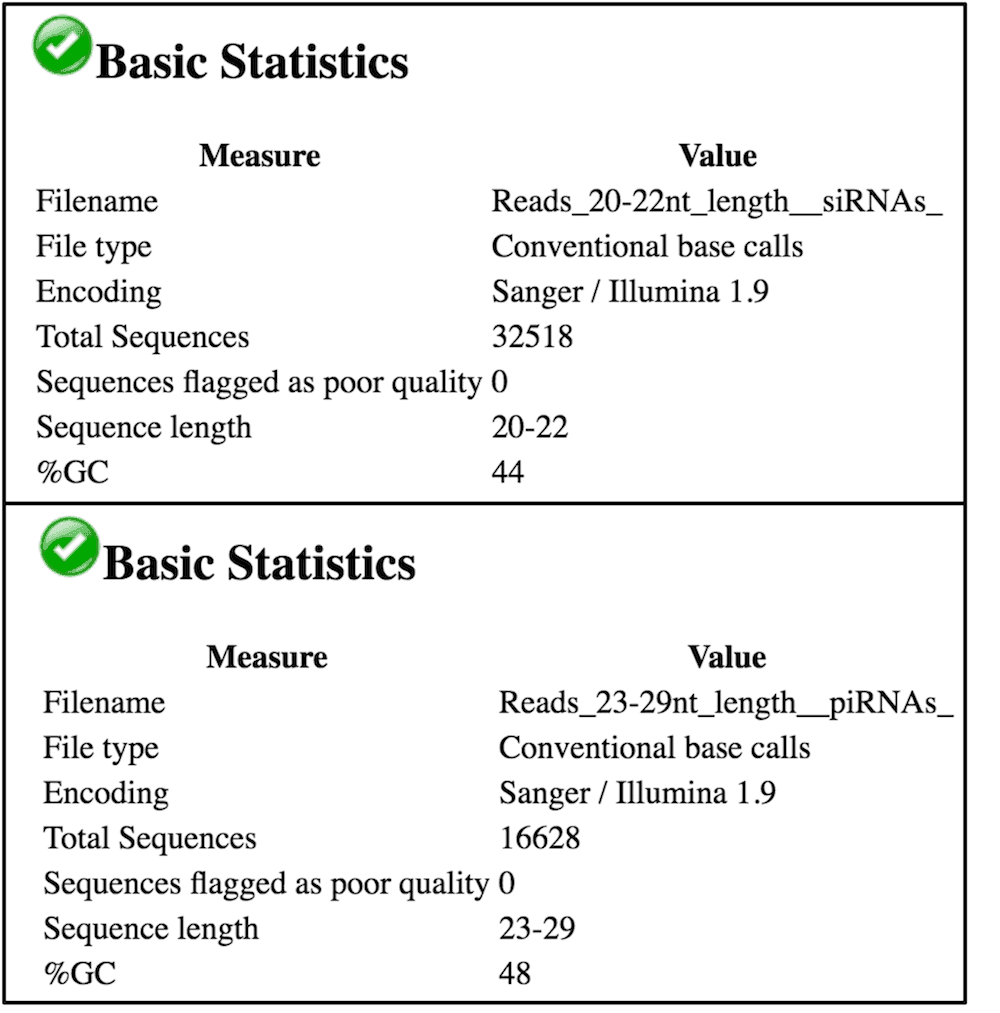 Basic Statistics
Measure Value
Filename Reads_20-22nt_length__siRNAs_
File type Conventional base calls
Encoding Sanger / Illumina 1.9
Total Sequences 32518
Sequences flagged as poor quality 0
Sequence length 20-22
%GC 44
Basic Statistics
Measure Value
Filename Reads_23-29nt_length__piRNAs_
File type Conventional base calls
Encoding Sanger / Illumina 1.9
Total Sequences 16628
Sequences flagged as poor quality 0
Sequence length 23-29
%GC 48